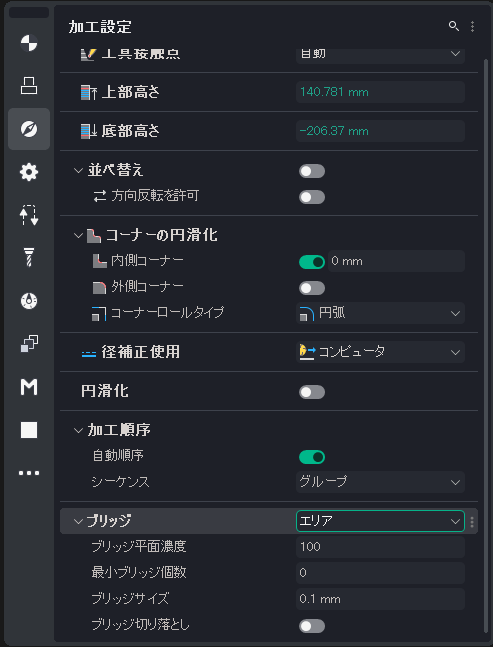 加工設定
工具接触点 自動
上部高さ 140.781 mm
底部高さ -206.37 mm
並べ替え
方向反転を許可
コーナーの円滑化
内側コーナー 0 mm
外側コーナー
コーナーロールタイプ 円弧
径補正使用 コンピュータ
円滑化
加工順序
自動順序
シーケンス グループ
ブリッジ エリア
ブリッジ平面濃度 100
最小ブリッジ個数 0
ブリッジサイズ 0.1 mm
ブリッジ切り落とし